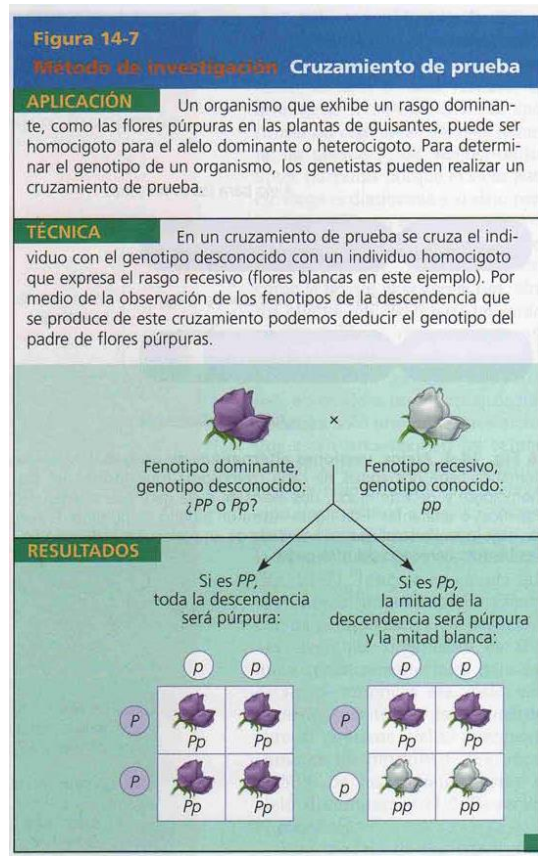 Figura 14-7
Método de investigación Cruzamiento de prueba
APLICACIÓN Un organismo que exhibe un rasgo dominan-
te, como las flores púrpuras en las plantas de guisantes, puede ser
homocigoto para el alelo dominante o heterocigoto. Para determi-
nar el genotipo de un organismo, los genetistas pueden realizar un
cruzamiento de prueba.
TÉCNICA En un cruzamiento de prueba se cruza el indi-
viduo con el genotipo desconocido con un individuo homocigoto
que expresa el rasgo recesivo (flores blancas en este ejemplo). Por
medio de la observación de los fenotipos de la descendencia que
se produce de este cruzamiento podemos deducir el genotipo del
padre de flores púrpuras.
×
Fenotipo dominante,
genotipo desconocido:
¿PP o Pp?
Fenotipo recesivo,
genotipo conocido:
pp
RESULTADOS
Si es PP,
toda la descendencia
será púrpura:
p p
P Pp Pp
P Pp Pp
Si es Pp,
la mitad de la
descendencia será púrpura
y la mitad blanca:
p p
P Pp Pp
p pp pp